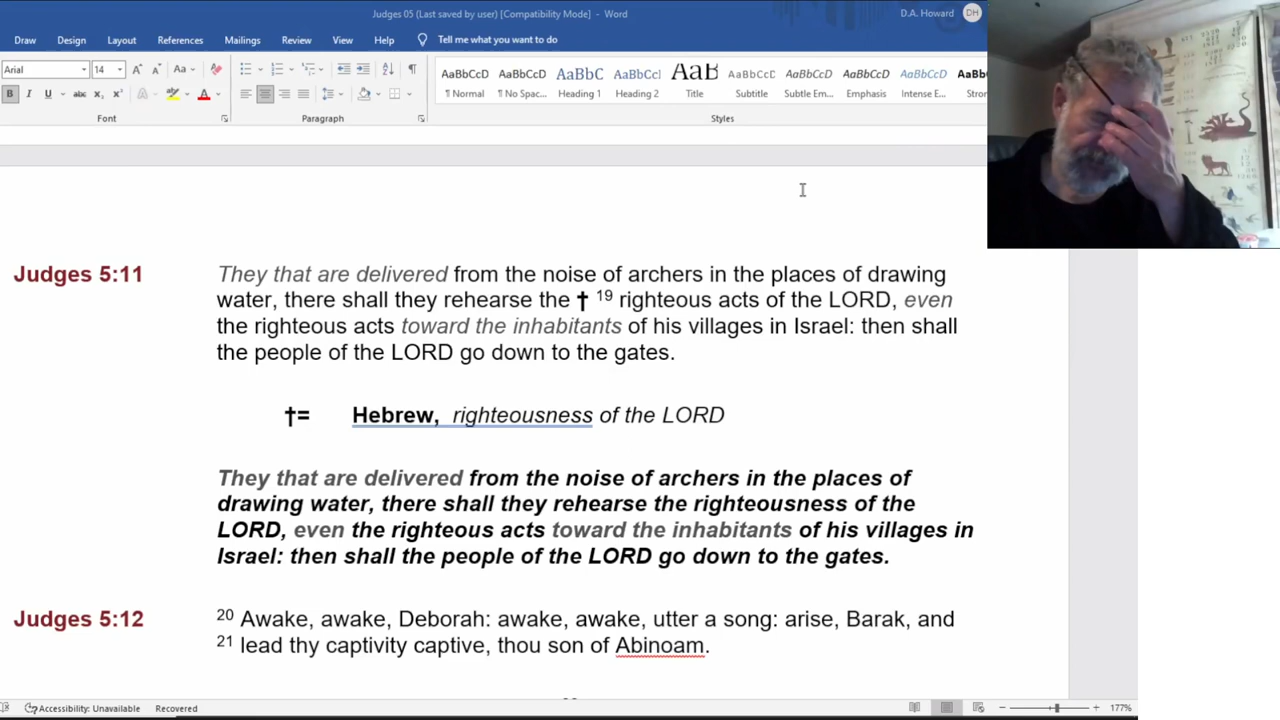 Judges 05 (Last saved by user) [Compatibility Mode] - Word
D.A. Howard
DH
Draw Design Layout References Mailings Review View Help Tell me what you want to do
Arial 14 Aa
B I U abc x₂ x²
AaBbCcD AaBbCcD AaBbC AaBbCcI AaB AaBbCcD AaBbCcD AaBbCcD AaBbCcD AaBb
¶ Normal ¶ No Spac... Heading 1 Heading 2 Title Subtitle Subtle Em... Emphasis Intense E... Stron
Font Paragraph Styles
Judges 5:11 They that are delivered from the noise of archers in the places of drawing
water, there shall they rehearse the † 19 righteous acts of the LORD, even
the righteous acts toward the inhabitants of his villages in Israel: then shall
the people of the LORD go down to the gates.
†= Hebrew, righteousness of the LORD
They that are delivered from the noise of archers in the places of
drawing water, there shall they rehearse the righteousness of the
LORD, even the righteous acts toward the inhabitants of his villages in
Israel: then shall the people of the LORD go down to the gates.
Judges 5:12 20 Awake, awake, Deborah: awake, awake, utter a song: arise, Barak, and
21 lead thy captivity captive, thou son of Abinoam.
Accessibility: Unavailable Recovered 177%